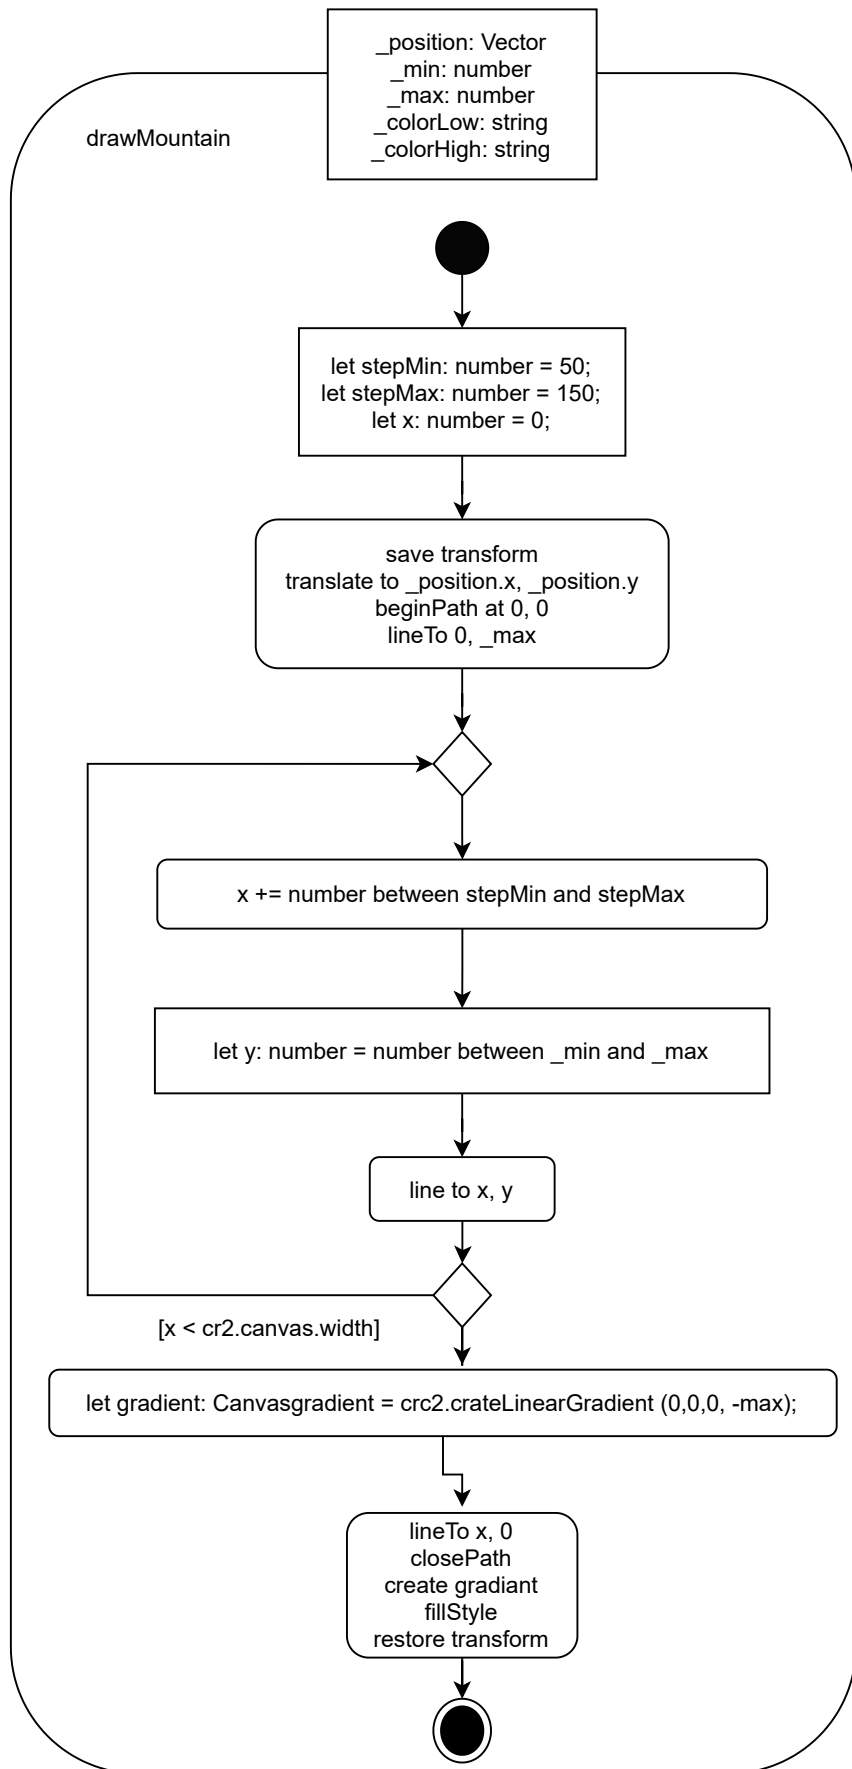 _position: Vector
_min: number
_max: number
_colorLow: string
_colorHigh: string
drawMountain
let stepMin: number = 50;
let stepMax: number = 150;
let x: number = 0;
save transform
translate to _position.x, _position.y
beginPath at 0, 0
lineTo 0, _max
x += number between stepMin and stepMax
let y: number = number between _min and _max
line to x, y
[x < cr2.canvas.width]
let gradient: Canvasgradient = crc2.crateLinearGradient (0,0,0, -max);
lineTo x, 0
closePath
create gradiant
fillStyle
restore transform